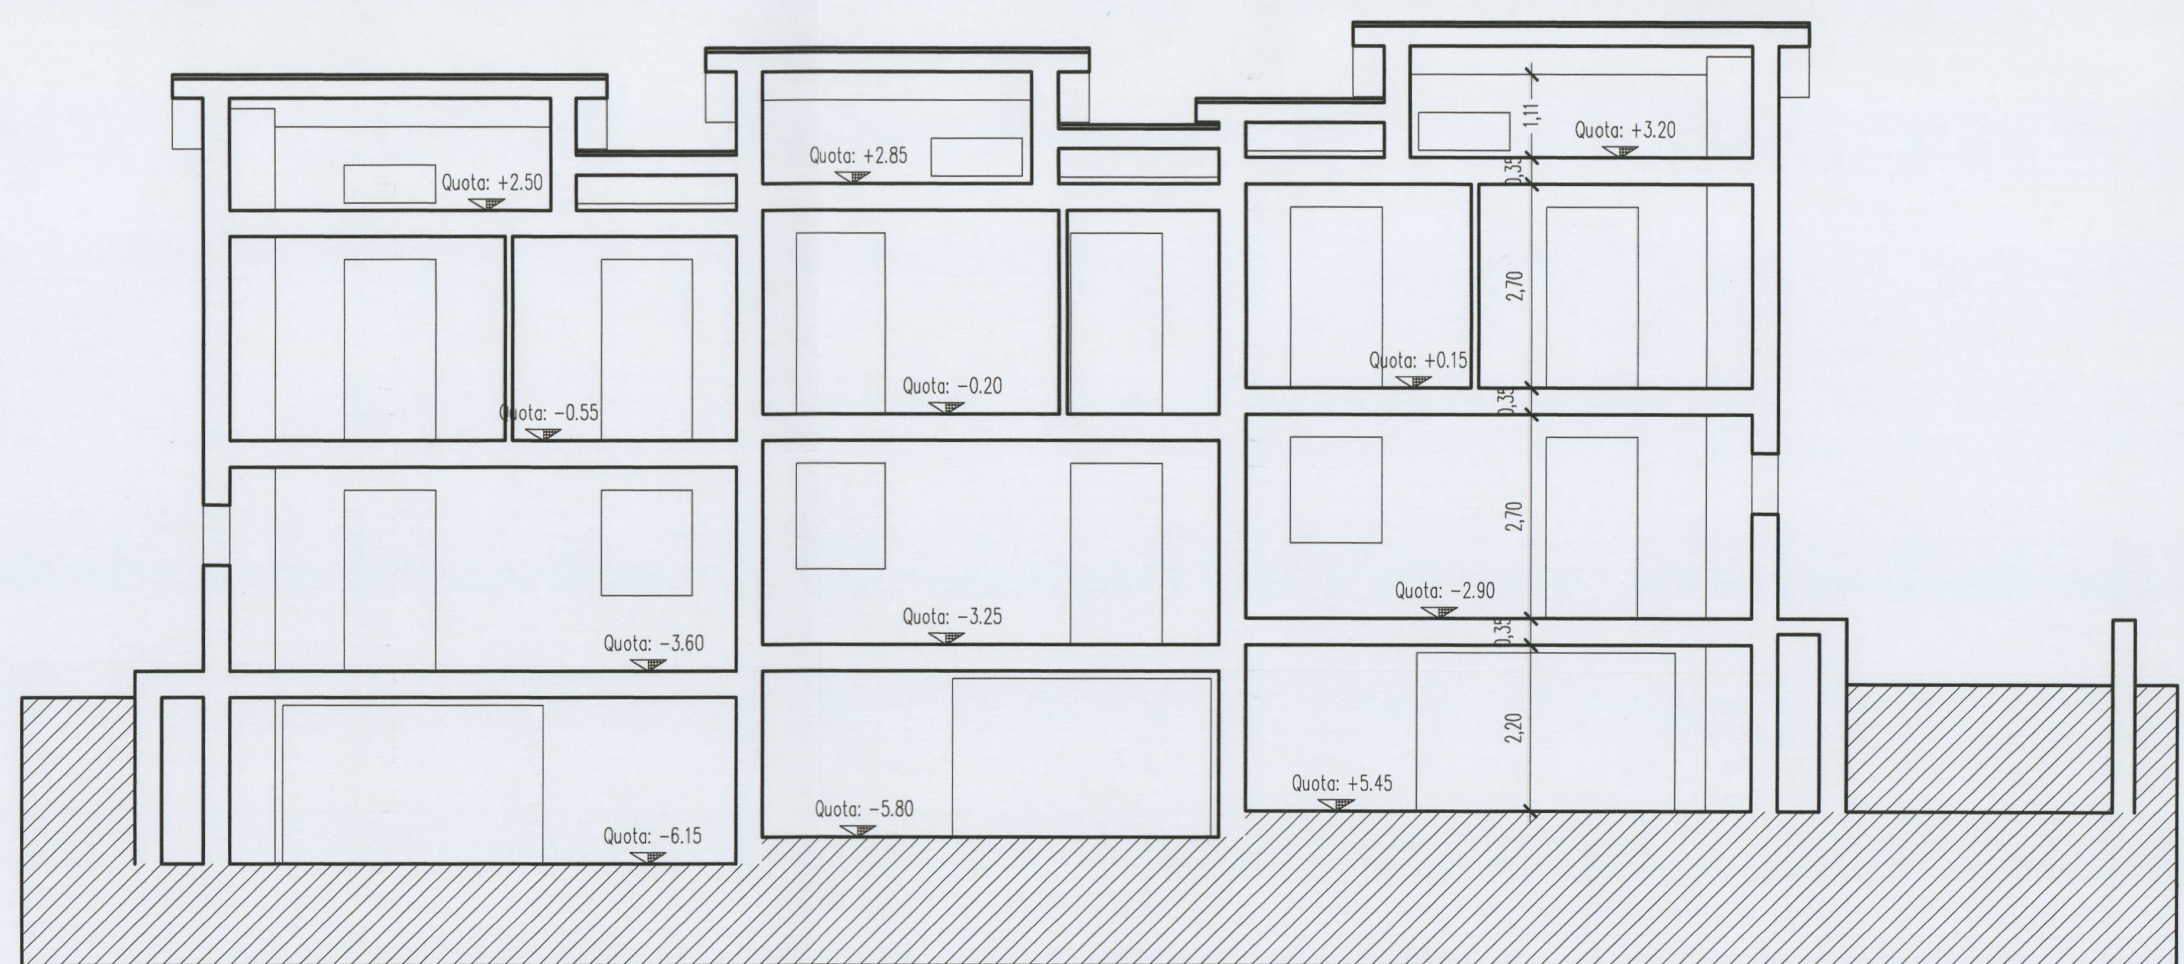 1,11
Quota: +3.20
Quota: +2.85
0,35
Quota: +2.50
2,70
Quota: +0.15
Quota: -0.20
0,35
Quota: -0.55
2,70
Quota: -2.90
Quota: -3.25
0,35
Quota: -3.60
2,20
Quota: +5.45
Quota: -5.80
Quota: -6.15